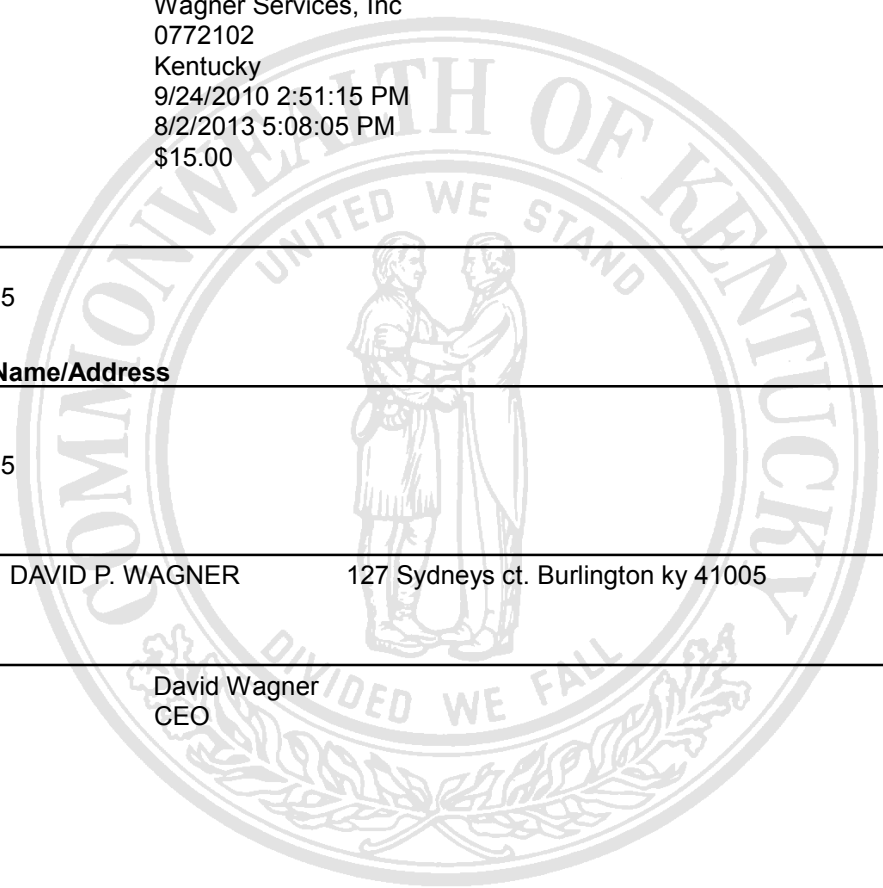 Wagner Services, Inc
0772102
Kentucky
9/24/2010 2:51:15 PM
8/2/2013 5:08:05 PM
$15.00
5
Name/Address
5
DAVID P. WAGNER 127 Sydneys ct. Burlington ky 41005
David Wagner
CEO
COMMONWEALTH OF KENTUCKY
UNITED WE STAND
DIVIDED WE FALL